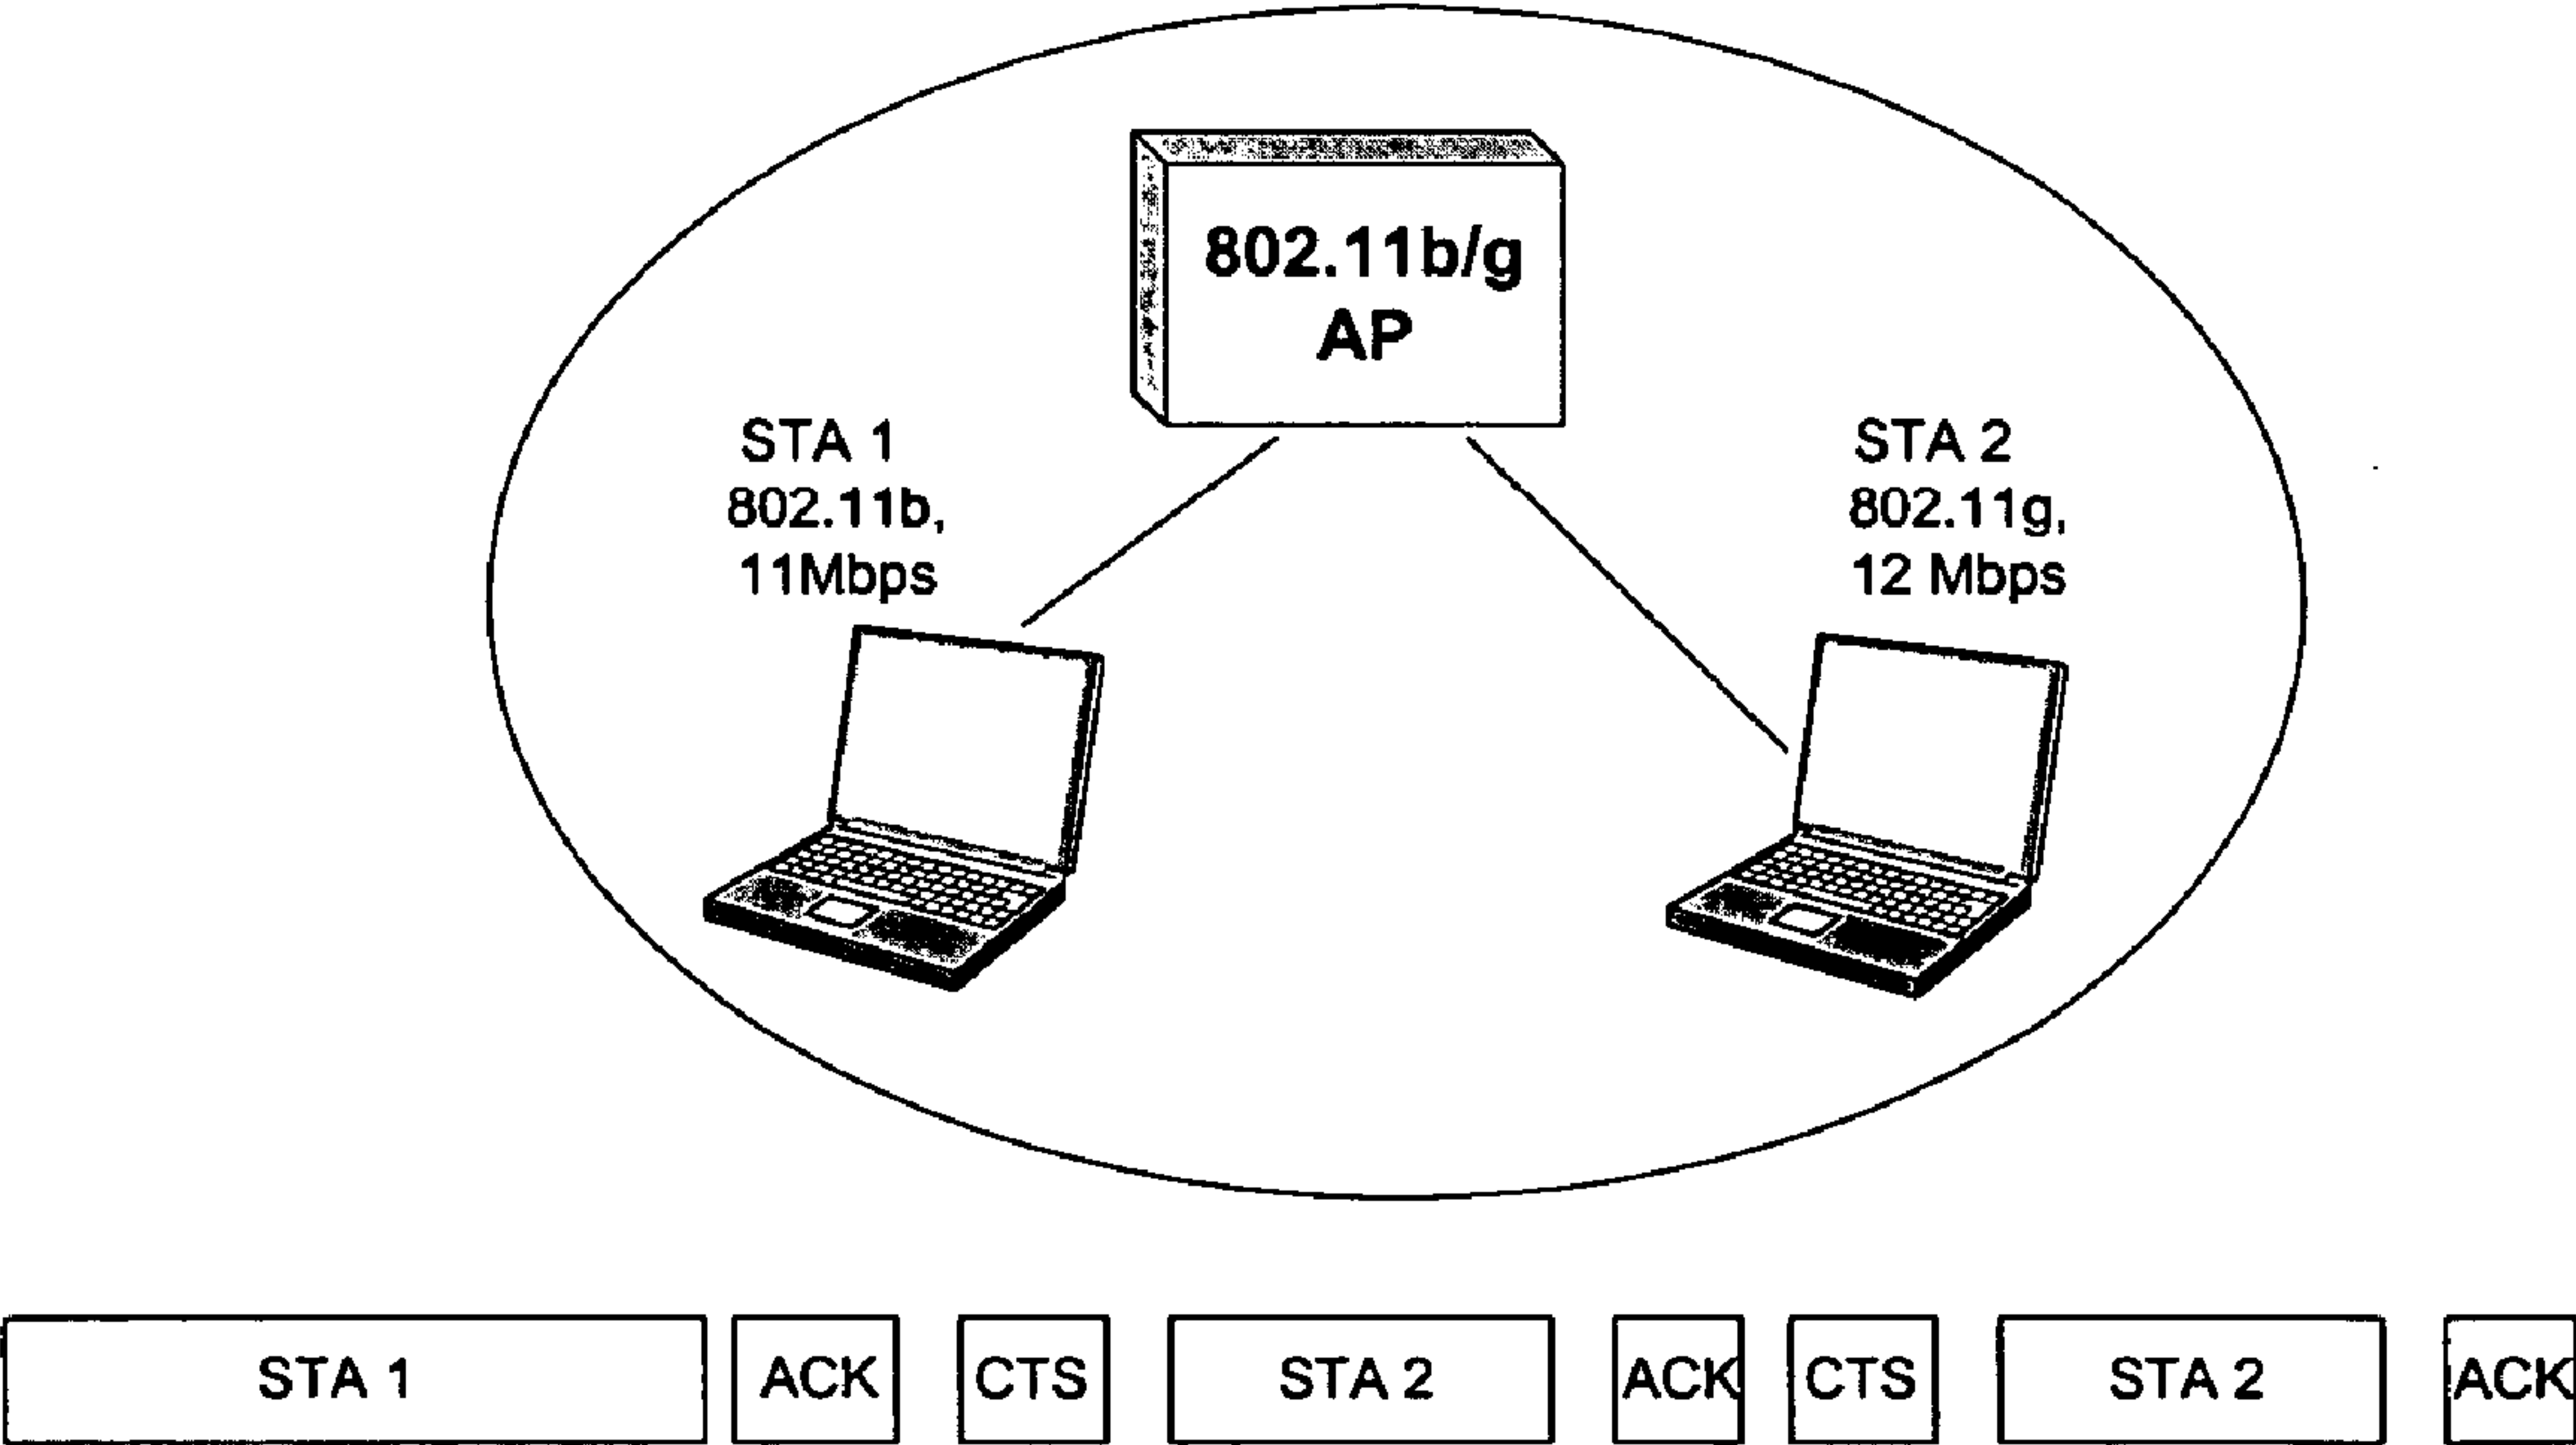 802.11b/g
AP
STA 1
802.11b,
11Mbps
STA 2
802.11g,
12 Mbps
STA 1 ACK CTS STA 2 ACK CTS STA 2 ACK